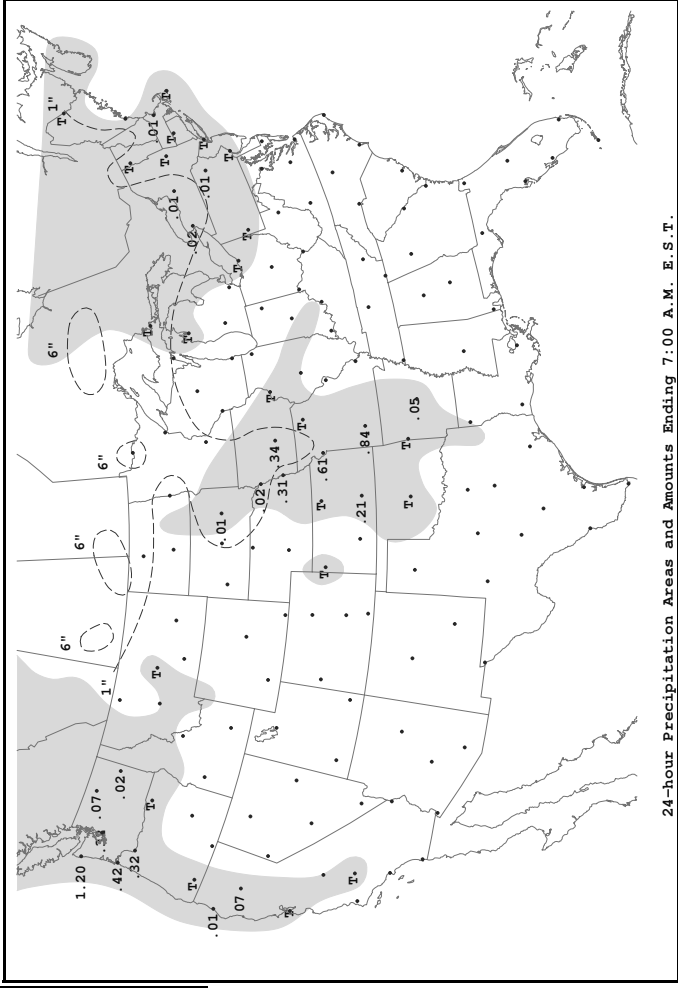 6"
1"
T
6"
6"
1.20
.07
6"
1"
.42
.02
T
.32
T
T
.01
T
T
T
T
.01
T
.02
T
T
.01
.01
.01
T
T
.07
T
.02
T
.34
.31
T
T
T
.61
T
T
.21
.84
T
T
.05
24-hour Precipitation Areas and Amounts Ending 7:00 A.M. E.S.T.